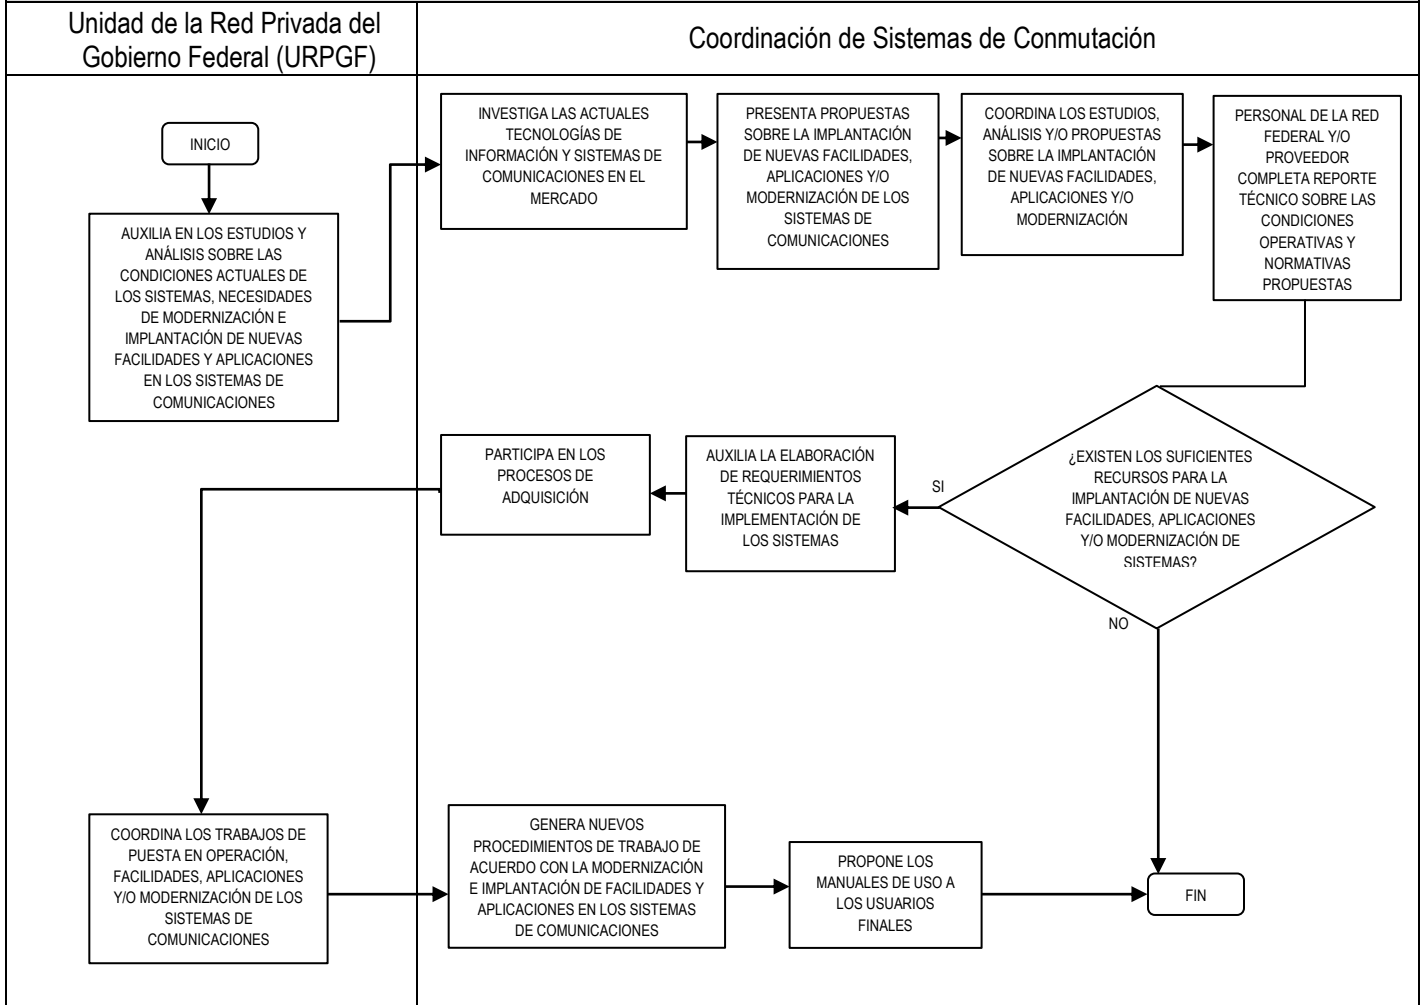 Unidad de la Red Privada del
Gobierno Federal (URPGF)
Coordinación de Sistemas de Conmutación
INICIO
AUXILIA EN LOS ESTUDIOS Y
ANÁLISIS SOBRE LAS
CONDICIONES ACTUALES DE
LOS SISTEMAS, NECESIDADES
DE MODERNIZACIÓN E
IMPLANTACIÓN DE NUEVAS
FACILIDADES Y APLICACIONES
EN LOS SISTEMAS DE
COMUNICACIONES
INVESTIGA LAS ACTUALES
TECNOLOGÍAS DE
INFORMACIÓN Y SISTEMAS DE
COMUNICACIONES EN EL
MERCADO
PRESENTA PROPUESTAS
SOBRE LA IMPLANTACIÓN
DE NUEVAS FACILIDADES,
APLICACIONES Y/O
MODERNIZACIÓN DE LOS
SISTEMAS DE
COMUNICACIONES
COORDINA LOS ESTUDIOS,
ANÁLISIS Y/O PROPUESTAS
SOBRE LA IMPLANTACIÓN
DE NUEVAS FACILIDADES,
APLICACIONES Y/O
MODERNIZACIÓN
PERSONAL DE LA RED
FEDERAL Y/O
PROVEEDOR
COMPLETA REPORTE
TÉCNICO SOBRE LAS
CONDICIONES
OPERATIVAS Y
NORMATIVAS
PROPUESTAS
¿EXISTEN LOS SUFICIENTES
RECURSOS PARA LA
IMPLANTACIÓN DE NUEVAS
FACILIDADES, APLICACIONES
Y/O MODERNIZACIÓN DE
SISTEMAS?
SI
NO
AUXILIA LA ELABORACIÓN
DE REQUERIMIENTOS
TÉCNICOS PARA LA
IMPLEMENTACIÓN DE
LOS SISTEMAS
PARTICIPA EN LOS
PROCESOS DE
ADQUISICIÓN
COORDINA LOS TRABAJOS DE
PUESTA EN OPERACIÓN,
FACILIDADES, APLICACIONES
Y/O MODERNIZACIÓN DE LOS
SISTEMAS DE
COMUNICACIONES
GENERA NUEVOS
PROCEDIMIENTOS DE TRABAJO DE
ACUERDO CON LA MODERNIZACIÓN
E IMPLANTACIÓN DE FACILIDADES Y
APLICACIONES EN LOS SISTEMAS
DE COMUNICACIONES
PROPONE LOS
MANUALES DE USO A
LOS USUARIOS
FINALES
FIN